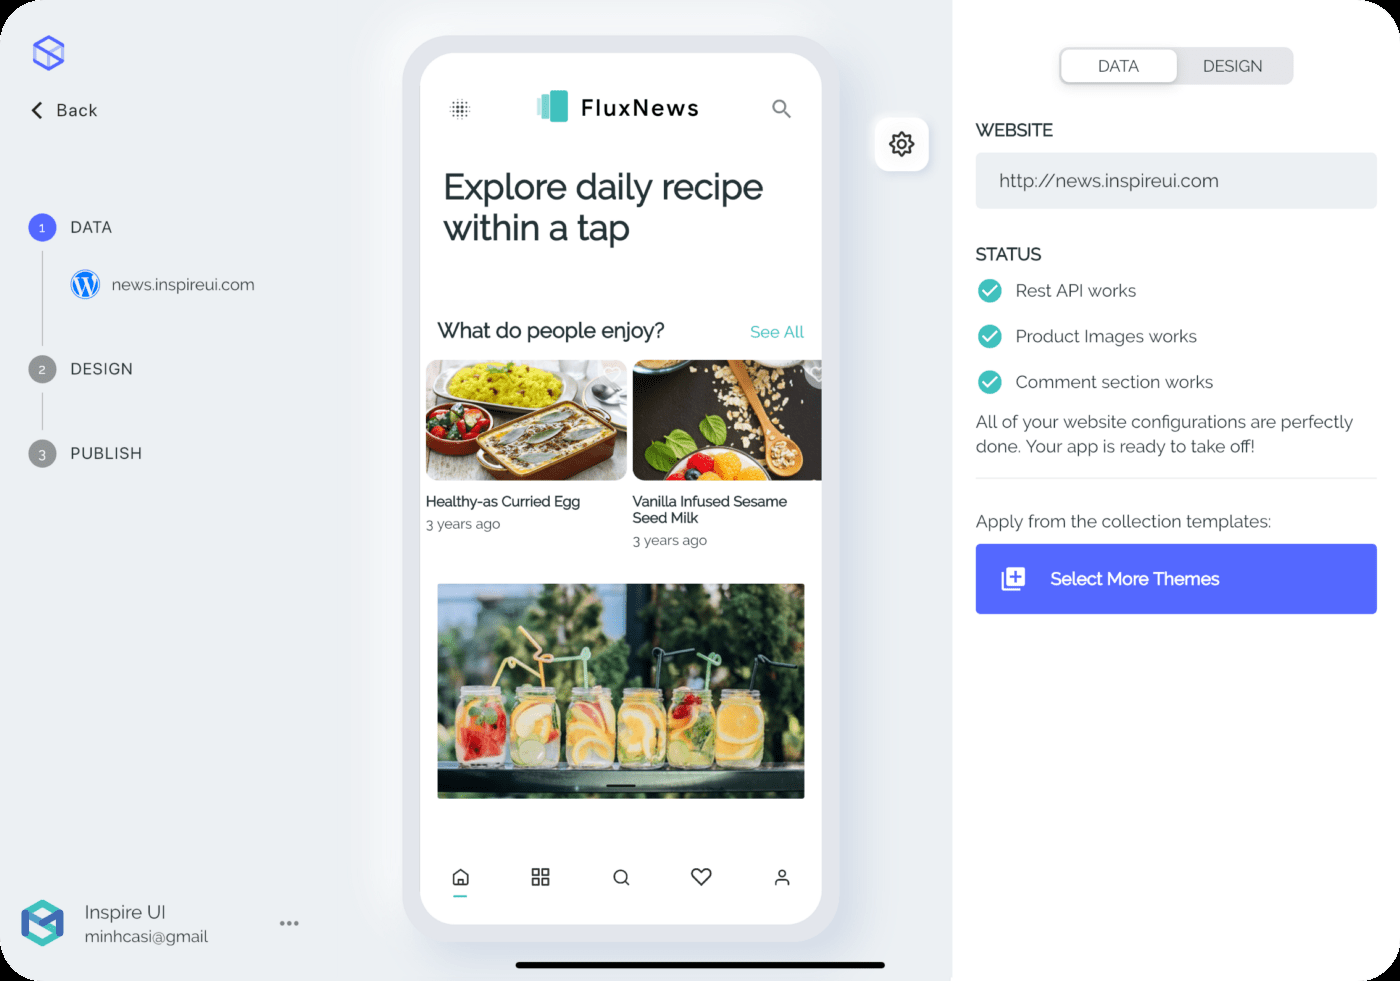 Back
1 DATA
news.inspireui.com
2 DESIGN
3 PUBLISH
Inspire UI
minhcasi@gmail
FluxNews
Explore daily recipe
within a tap
What do people enjoy? See All
Healthy-as Curried Egg
3 years ago
Vanilla Infused Sesame
Seed Milk
3 years ago
DATA DESIGN
WEBSITE
http://news.inspireui.com
STATUS
Rest API works
Product Images works
Comment section works
All of your website configurations are perfectly
done. Your app is ready to take off!
Apply from the collection templates:
Select More Themes